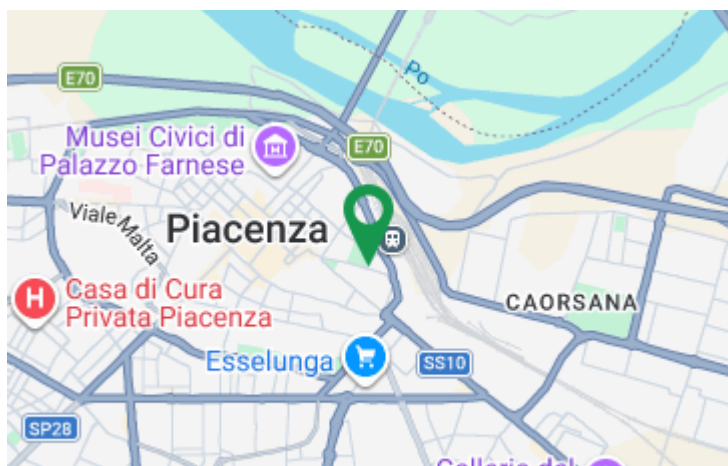 Po
E70
Musei Civici di
Palazzo Farnese
E70
Viale Malta
Piacenza
H
Casa di Cura
Privata Piacenza
CAORSANA
Esselunga
SS10
SP28